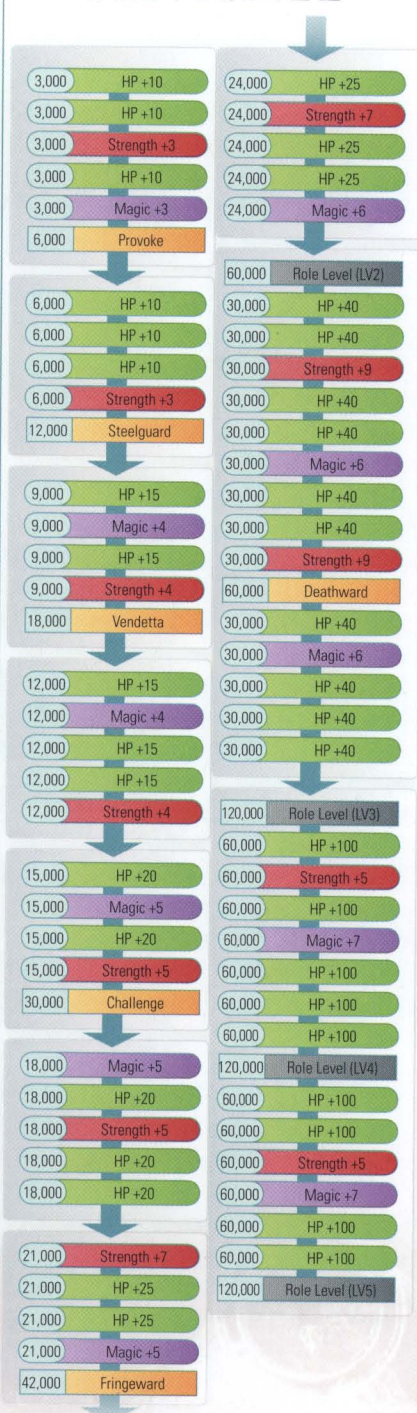 3,000 HP +10
3,000 HP +10
3,000 Strength +3
3,000 HP +10
3,000 Magic +3
6,000 Provoke
6,000 HP +10
6,000 HP +10
6,000 HP +10
6,000 Strength +3
12,000 Steelguard
9,000 HP +15
9,000 Magic +4
9,000 HP +15
9,000 Strength +4
18,000 Vendetta
12,000 HP +15
12,000 Magic +4
12,000 HP +15
12,000 HP +15
12,000 Strength +4
15,000 HP +20
15,000 Magic +5
15,000 HP +20
15,000 Strength +5
30,000 Challenge
18,000 Magic +5
18,000 HP +20
18,000 Strength +5
18,000 HP +20
18,000 HP +20
21,000 Strength +7
21,000 HP +25
21,000 HP +25
21,000 Magic +5
42,000 Fringeward
24,000 HP +25
24,000 Strength +7
24,000 HP +25
24,000 HP +25
24,000 Magic +6
60,000 Role Level (LV2)
30,000 HP +40
30,000 HP +40
30,000 Strength +9
30,000 HP +40
30,000 HP +40
30,000 Magic +6
30,000 HP +40
30,000 HP +40
30,000 Strength +9
60,000 Deathward
30,000 HP +40
30,000 Magic +6
30,000 HP +40
30,000 HP +40
30,000 HP +40
120,000 Role Level (LV3)
60,000 HP +100
60,000 Strength +5
60,000 HP +100
60,000 Magic +7
60,000 HP +100
60,000 HP +100
60,000 HP +100
120,000 Role Level (LV4)
60,000 HP +100
60,000 HP +100
60,000 Strength +5
60,000 Magic +7
60,000 HP +100
60,000 HP +100
120,000 Role Level (LV5)